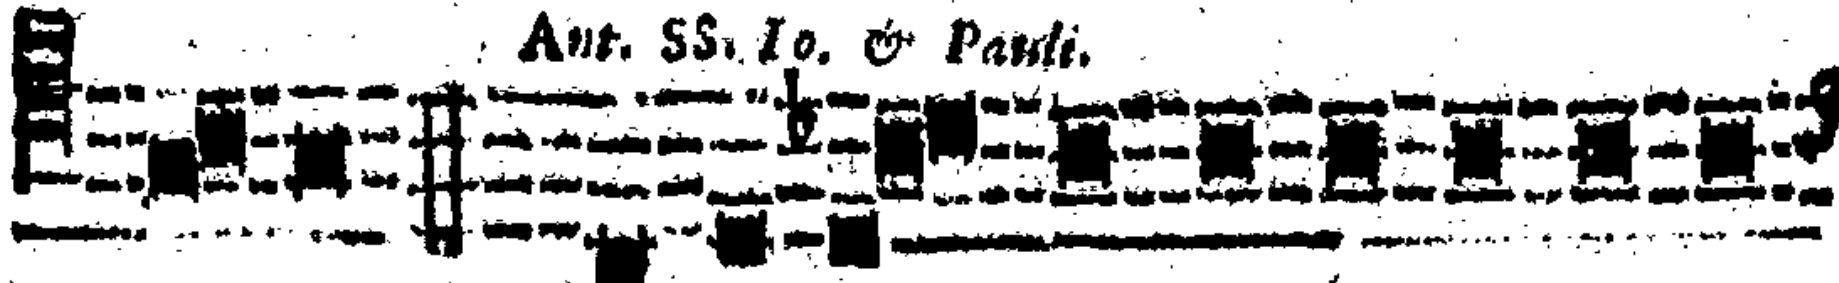 Ant. SS. Io. & Pauli.